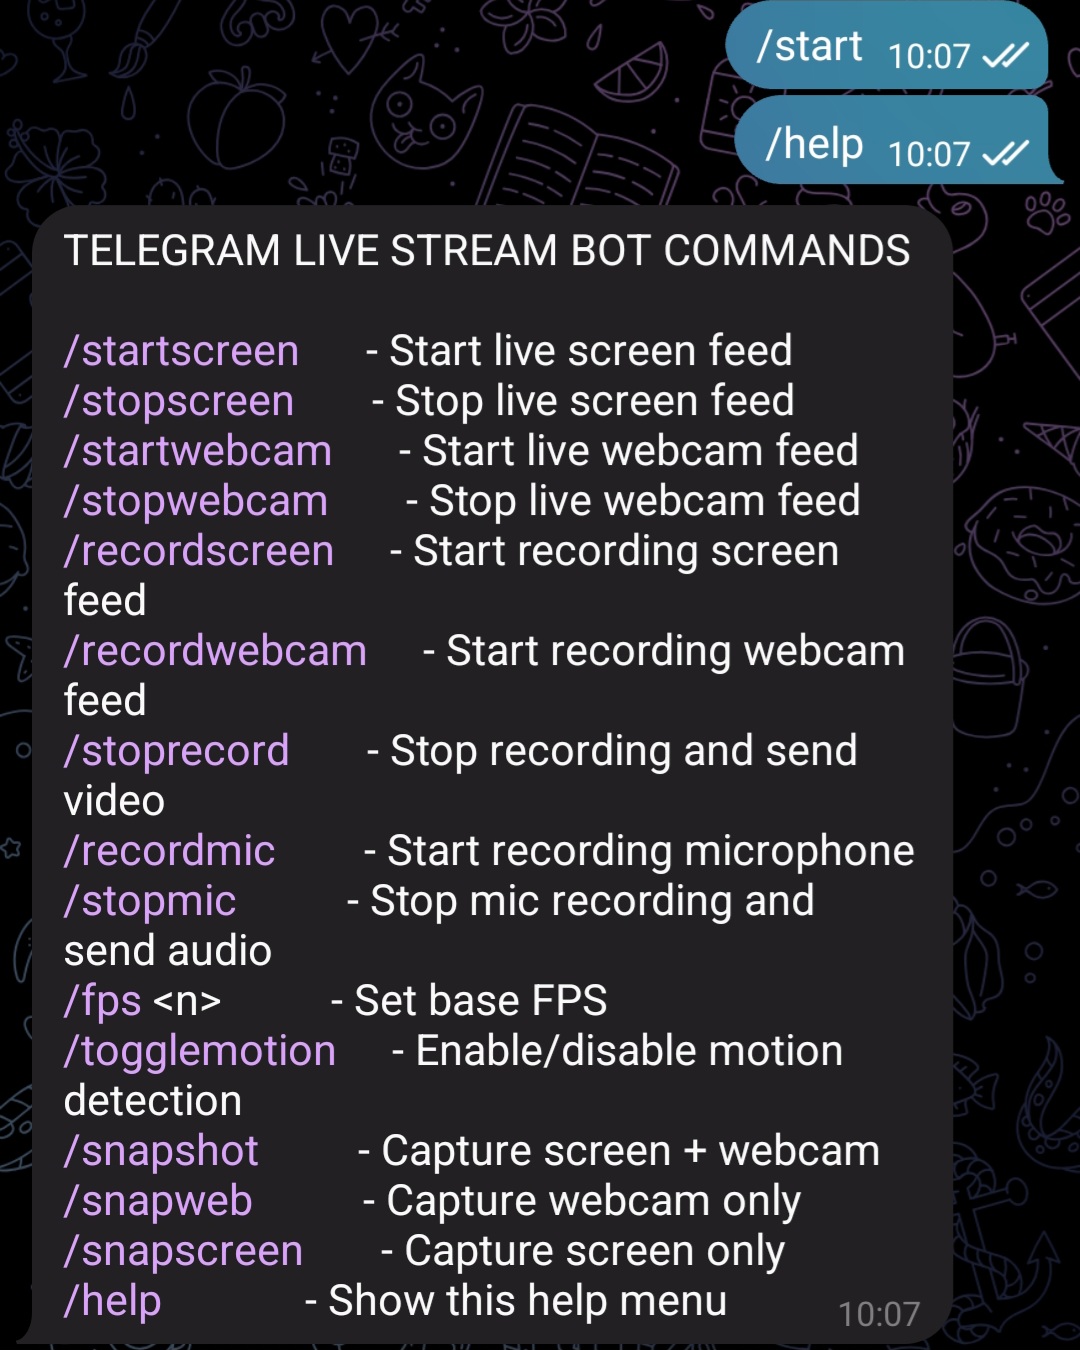 /start 10:07
/help 10:07
TELEGRAM LIVE STREAM BOT COMMANDS
/startscreen - Start live screen feed
/stopscreen - Stop live screen feed
/startwebcam - Start live webcam feed
/stopwebcam - Stop live webcam feed
/recordscreen - Start recording screen
feed
/recordwebcam - Start recording webcam
feed
/stoprecord - Stop recording and send
video
/recordmic - Start recording microphone
/stopmic - Stop mic recording and
send audio
/fps <n> - Set base FPS
/togglemotion - Enable/disable motion
detection
/snapshot - Capture screen + webcam
/snapweb - Capture webcam only
/snapscreen - Capture screen only
/help - Show this help menu
10:07